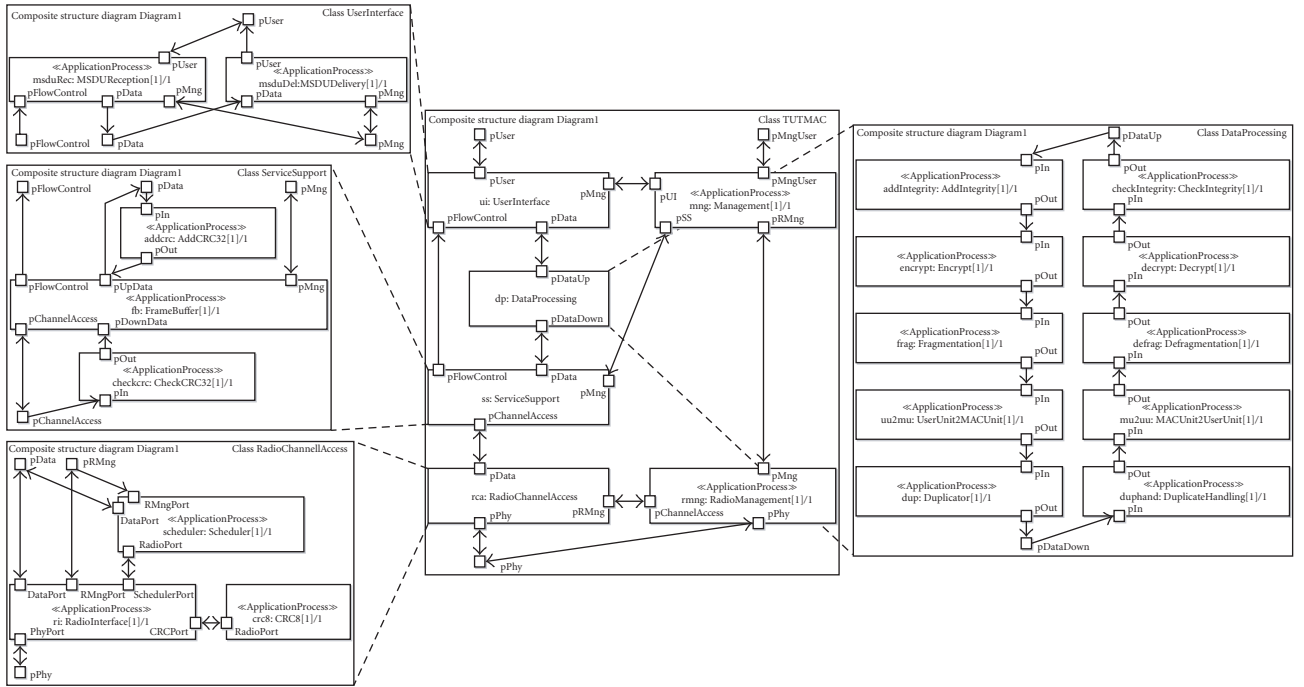 Composite structure diagram Diagram1
Class UserInterface
pUser
≪ApplicationProcess≫
pUser
msduRec: MSDUReception[1]/1
pFlowControl
pData
pMng
pUser
≪ApplicationProcess≫
msduDel:MSDUDelivery[1]/1
pData
pMng
pFlowControl
pData
pMng
Composite structure diagram Diagram1
Class ServiceSupport
pFlowControl
pData
pMng
pIn
≪ApplicationProcess≫
addcrc: AddCRC32[1]/1
pOut
pFlowControl
pUpData
pMng
≪ApplicationProcess≫
fb: FrameBuffer[1]/1
pChannelAccess
pDownData
pOut
≪ApplicationProcess≫
checkcrc: CheckCRC32[1]/1
pIn
pChannelAccess
Composite structure diagram Diagram1
Class RadioChannellAccess
pData
pRMng
RMngPort
DataPort
≪ApplicationProcess≫
scheduler: Scheduler[1]/1
RadioPort
DataPort
RMngPort
SchedulerPort
≪ApplicationProcess≫
ri: RadioInterface[1]/1
PhyPort
CRCPort
≪ApplicationProcess≫
crc8: CRC8[1]/1
RadioPort
pPhy
Composite structure diagram Diagram1
Class TUTMAC
pUser
pMngUser
pUser
pMng
ui: UserInterface
pFlowControl
pData
pMngUser
pUI
≪ApplicationProcess≫
mng: Management[1]/1
pSS
pRMng
pDataUp
dp: DataProcessing
pDataDown
pFlowControl
pData
pMng
ss: ServiceSupport
pChannelAccess
pData
rca: RadioChannelAccess
pRMng
pPhy
pMng
≪ApplicationProcess≫
rmng: RadioManagement[1]/1
pChannelAccess
pPhy
pPhy
Composite structure diagram Diagram1
Class DataProcessing
pDataUp
pIn
≪ApplicationProcess≫
addIntegrity: AddIntegrity[1]/1
pOut
pOut
≪ApplicationProcess≫
checkIntegrity: CheckIntegrity[1]/1
pIn
pIn
≪ApplicationProcess≫
encrypt: Encrypt[1]/1
pOut
pOut
≪ApplicationProcess≫
decrypt: Decrypt[1]/1
pIn
pIn
≪ApplicationProcess≫
frag: Fragmentation[1]/1
pOut
pOut
≪ApplicationProcess≫
defrag: Defragmentation[1]/1
pIn
pIn
≪ApplicationProcess≫
uu2mu: UserUnit2MACUnit[1]/1
pOut
pOut
≪ApplicationProcess≫
mu2uu: MACUnit2UserUnit[1]/1
pIn
pIn
≪ApplicationProcess≫
dup: Duplicator[1]/1
pOut
pOut
≪ApplicationProcess≫
duphand: DuplicateHandling[1]/1
pIn
pDataDown